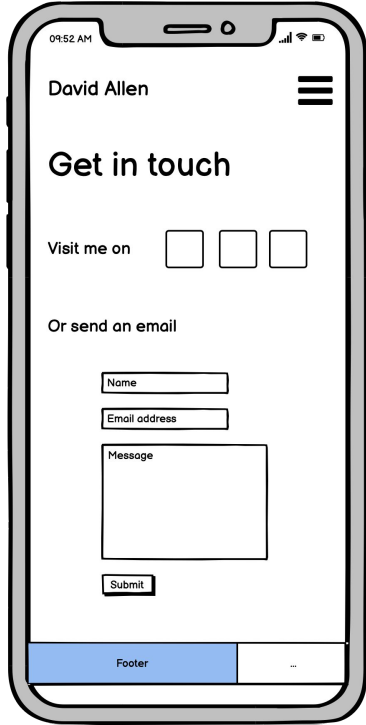 09:52 AM
David Allen
Get in touch
Visit me on
Or send an email
Name
Email address
Message
Submit
Footer
...